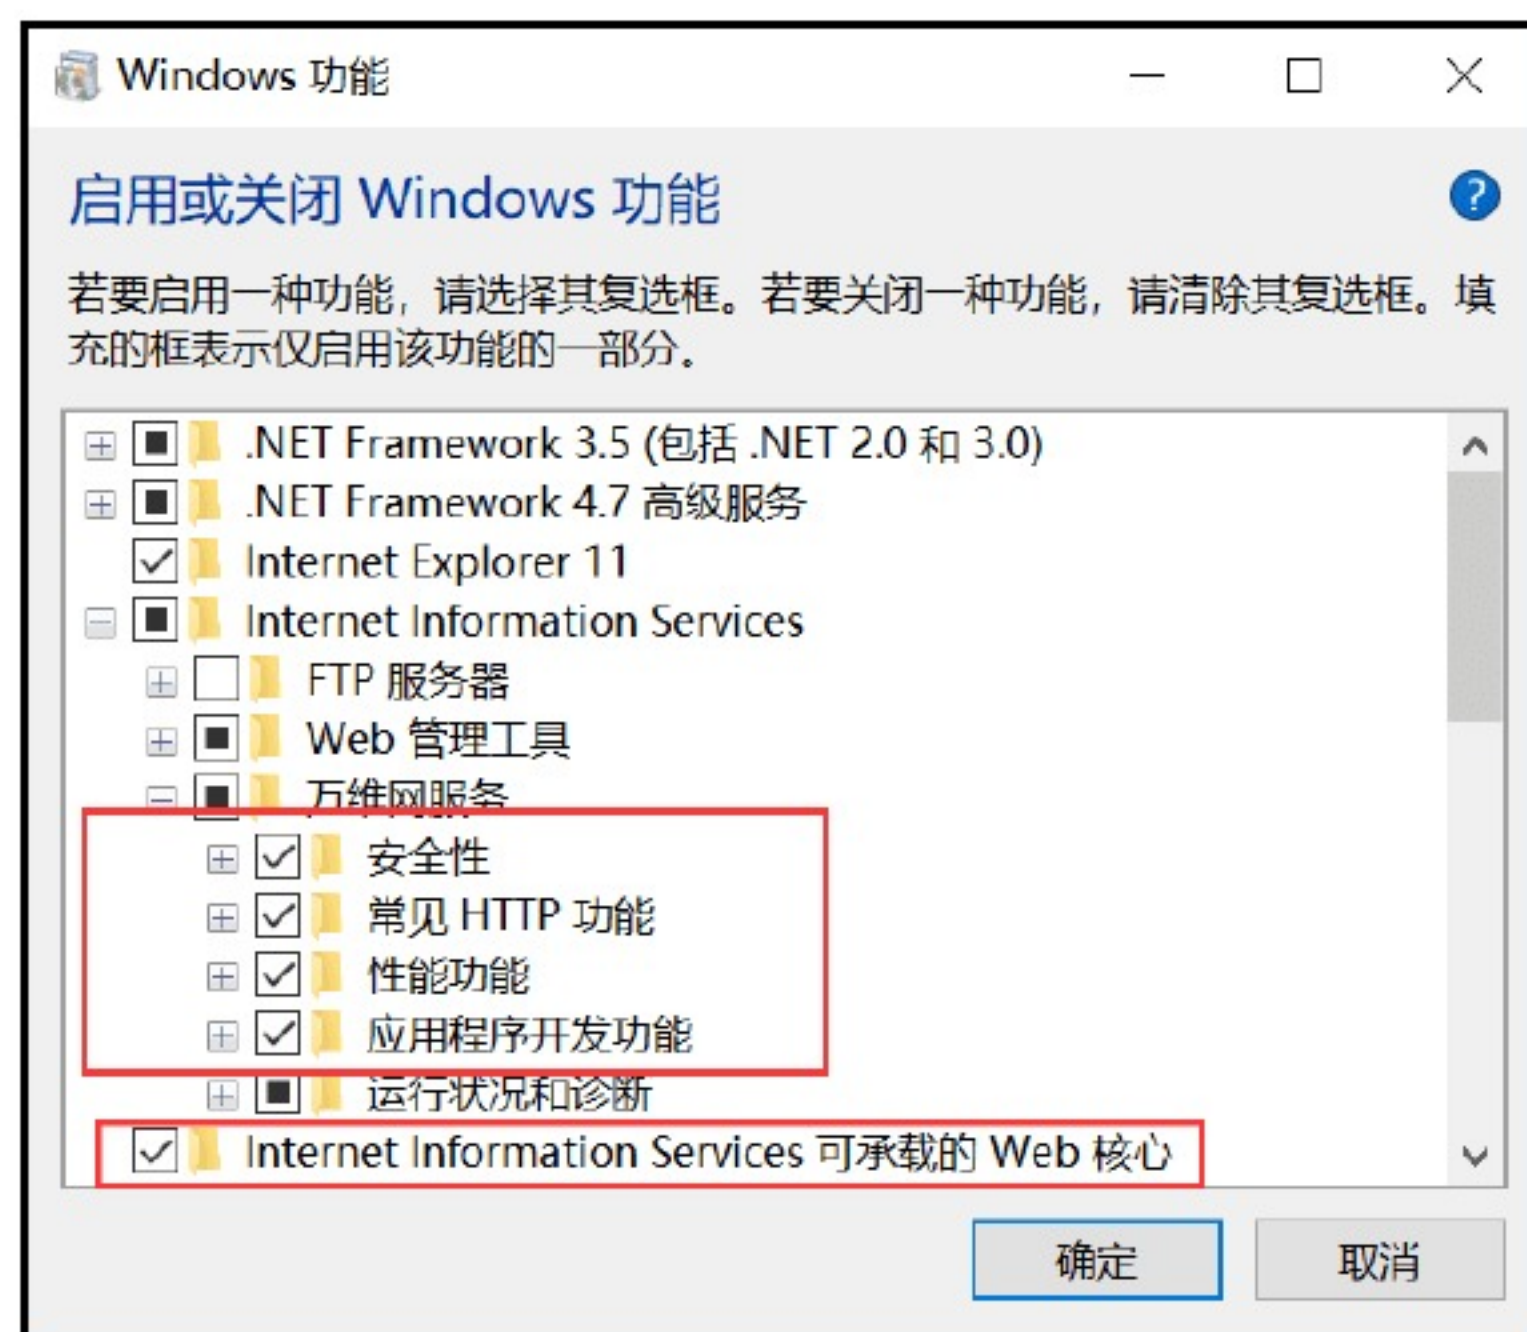 Windows 功能
启用或关闭 Windows 功能
若要启用一种功能，请选择其复选框。若要关闭一种功能，请清除其复选框。填
充的框表示仅启用该功能的一部分。
.NET Framework 3.5 (包括 .NET 2.0 和 3.0)
.NET Framework 4.7 高级服务
Internet Explorer 11
Internet Information Services
FTP 服务器
Web 管理工具
万维网服务
安全性
常见 HTTP 功能
性能功能
应用程序开发功能
运行状况和诊断
Internet Information Services 可承载的 Web 核心
确定
取消